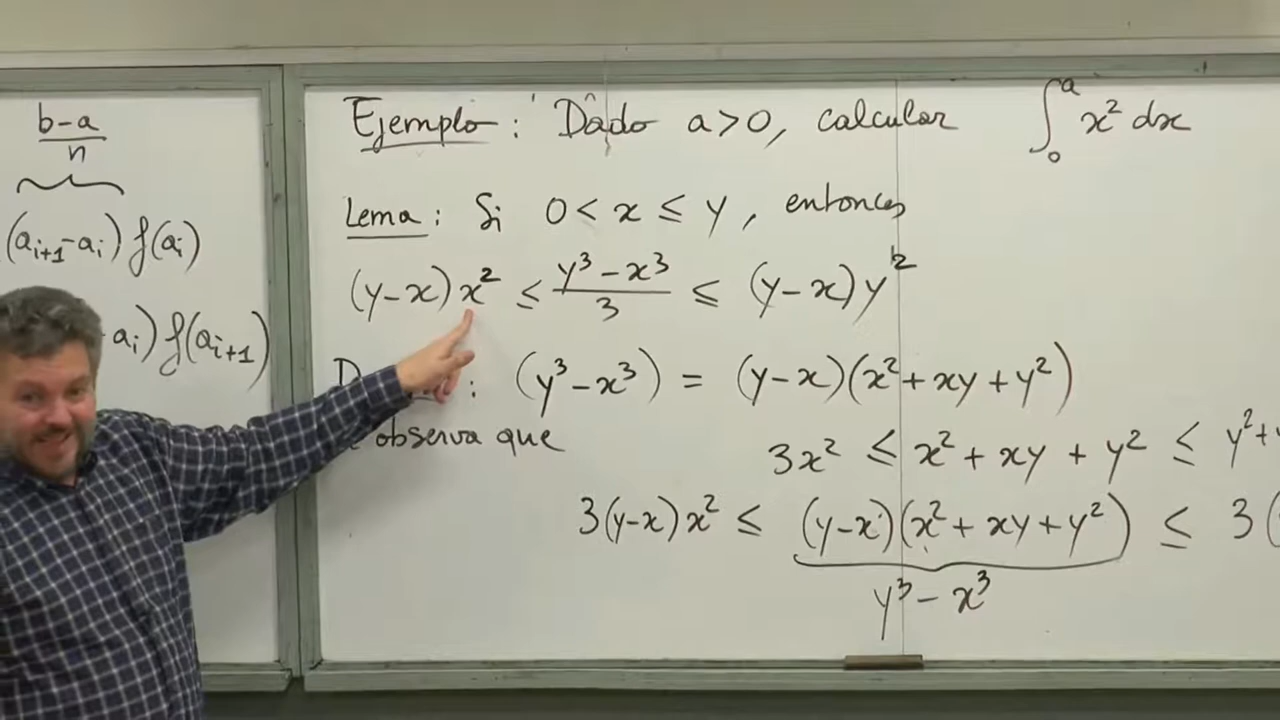 b-a
n
(aᵢ₊₁-aᵢ) f(aᵢ)
aᵢ) f(aᵢ₊₁)
Ejemplo: Dado a>0, calcular ∫₀ᵃ x² dx
Lema: Si 0 < x ≤ y, entonces
(y-x)x² ≤ (y³-x³)/3 ≤ (y-x)y²
D : (y³-x³) = (y-x)(x²+xy+y²)
observa que
3x² ≤ x²+xy+y² ≤ y²+
3(y-x)x² ≤ (y-x)(x²+xy+y²) ≤ 3(
y³-x³